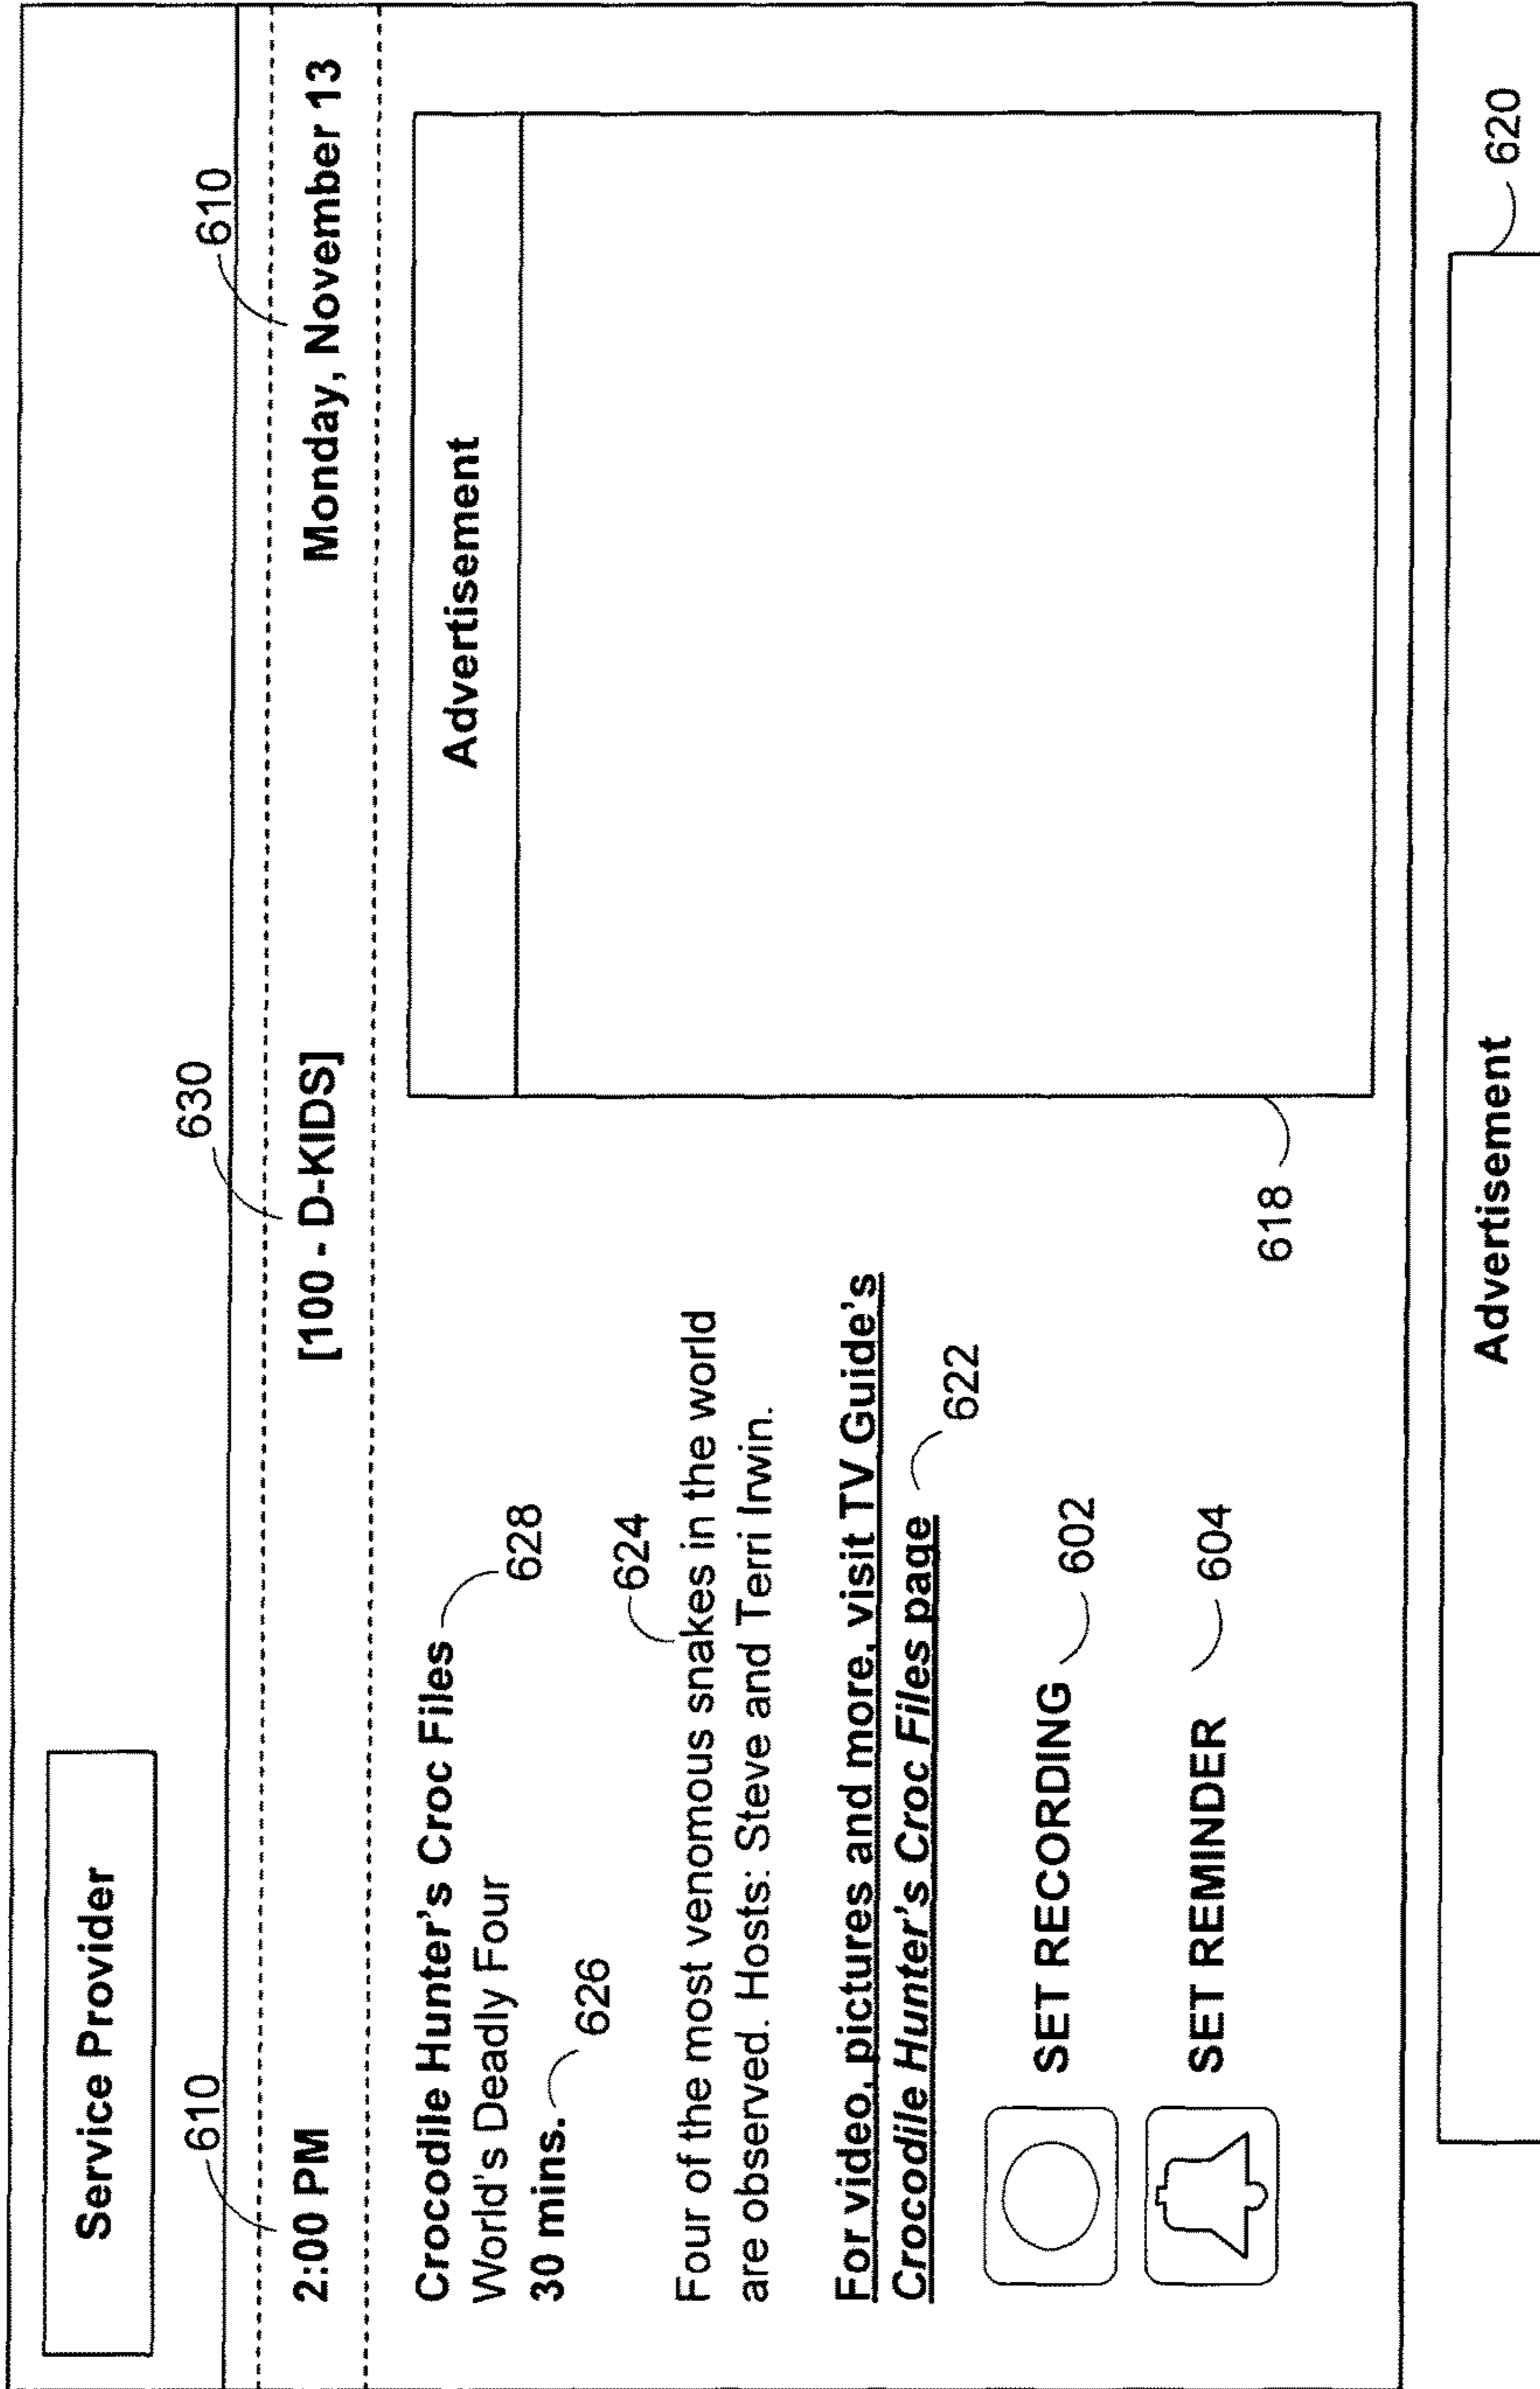 Service Provider
610
630
610
2:00 PM
[100 - D-KIDS]
Monday, November 13
Crocodile Hunter's Croc Files
628
World's Deadly Four
30 mins.
626
624
Four of the most venomous snakes in the world
are observed. Hosts: Steve and Terri Irwin.
For video, pictures and more, visit TV Guide's
Crocodile Hunter's Croc Files page
622
SET RECORDING
602
SET REMINDER
604
Advertisement
618
Advertisement
620